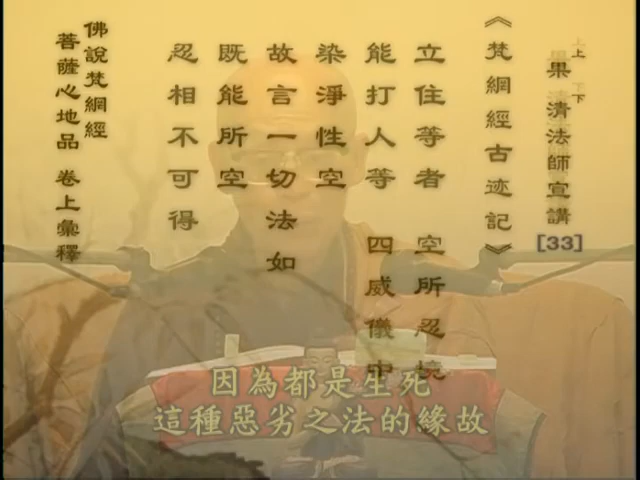 上果下清法師宣講
[33]
《梵網經古迹記》
立住等者 空所忍境
能打人等 四威儀中
染淨性空
故言一切法如
既能所空
忍相不可得
佛說梵網經
菩薩心地品 卷上彙釋
因為都是生死
這種惡劣之法的緣故